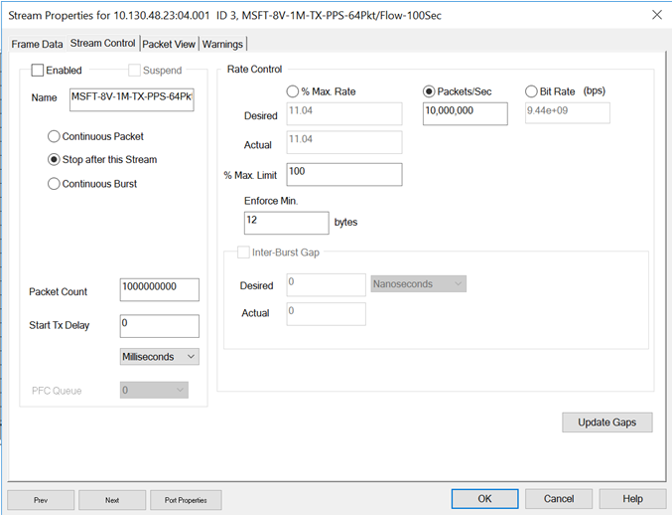 Stream Properties for 10.130.48.23:04.001 ID 3, MSFT-8V-1M-TX-PPS-64Pkt/Flow-100Sec
Frame Data Stream Control Packet View Warnings
Enabled Suspend
Name MSFT-8V-1M-TX-PPS-64Pk
Continuous Packet
Stop after this Stream
Continuous Burst
Packet Count 1000000000
Start Tx Delay 0
Milliseconds
PFC Queue 0
Rate Control
% Max. Rate Packets/Sec Bit Rate (bps)
Desired 11.04 10,000,000 9.44e+09
Actual 11.04
% Max. Limit 100
Enforce Min.
12 bytes
Inter-Burst Gap
Desired 0 Nanoseconds
Actual 0
Update Gaps
Prev Next Port Properties OK Cancel Help